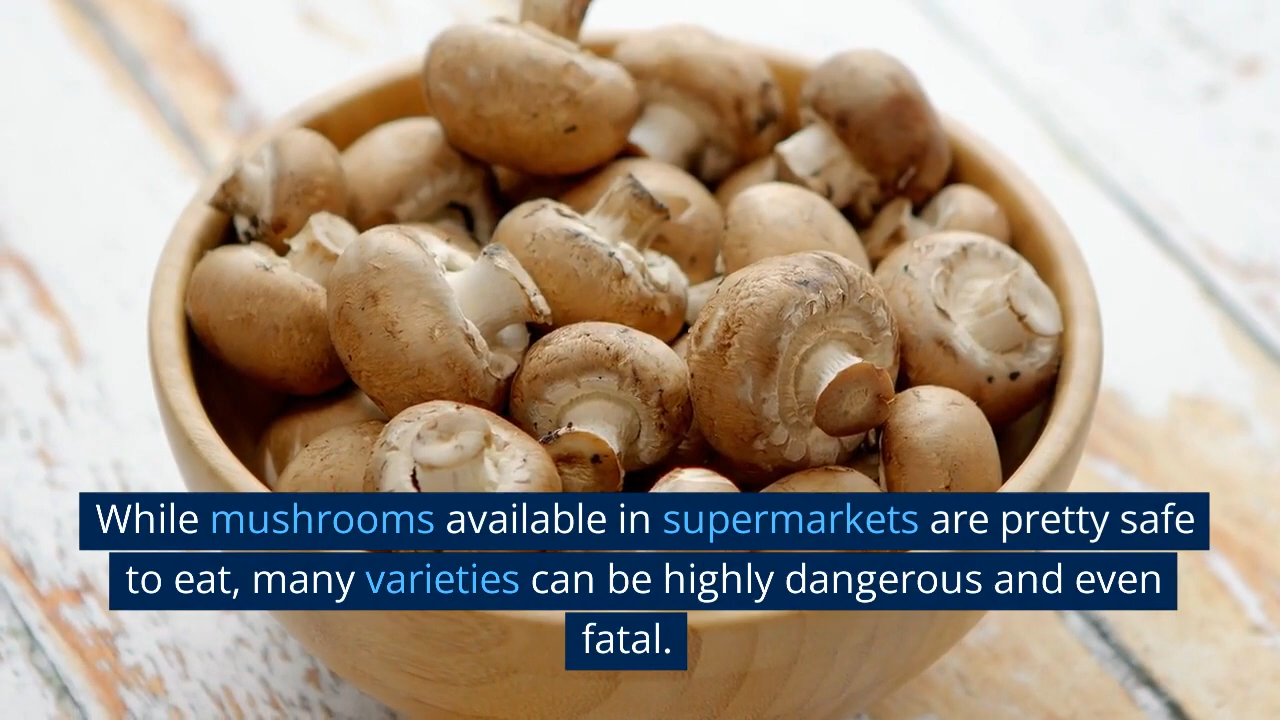 While mushrooms available in supermarkets are pretty safe
to eat, many varieties can be highly dangerous and even
fatal.